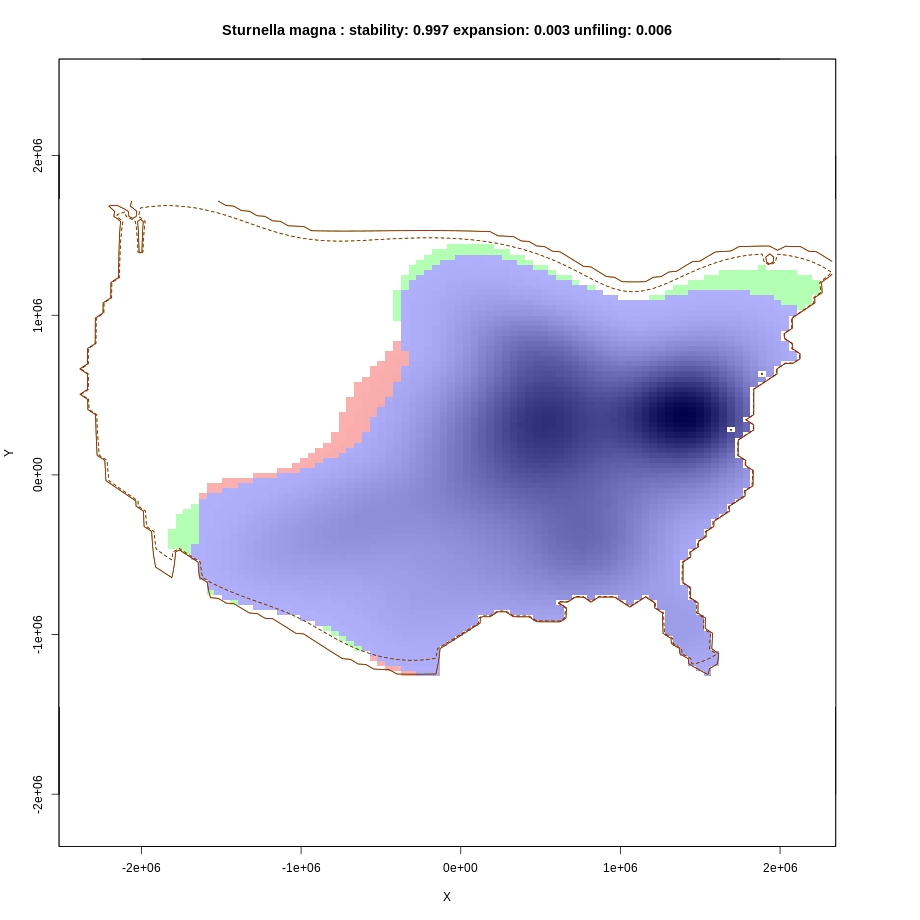 Sturnella magna : stability: 0.997 expansion: 0.003 unfiling: 0.006
2e+06
1e+06
0e+00
-1e+06
-2e+06
Y
-2e+06 -1e+06 0e+00 1e+06 2e+06
X